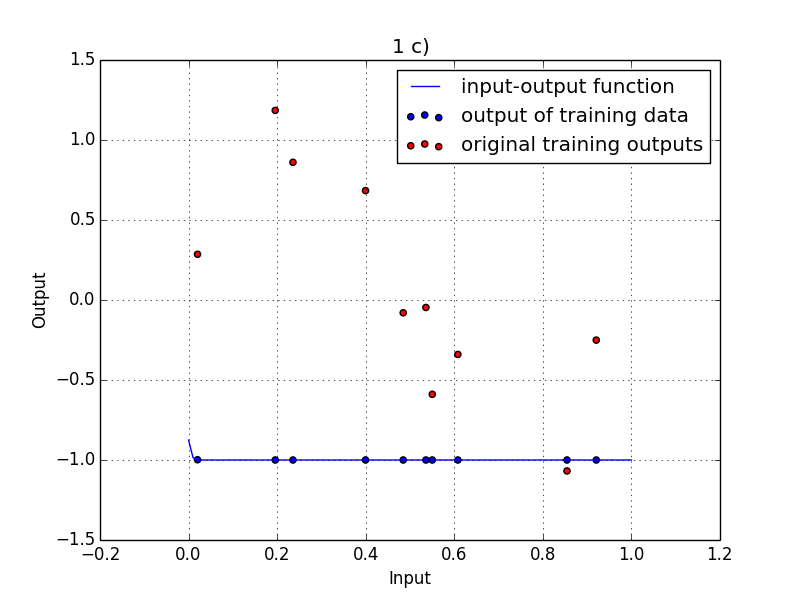 1 c)
input-output function
output of training data
original training outputs
1.5
1.0
0.5
0.0
−0.5
−1.0
−1.5
Output
−0.2 0.0 0.2 0.4 0.6 0.8 1.0 1.2
Input